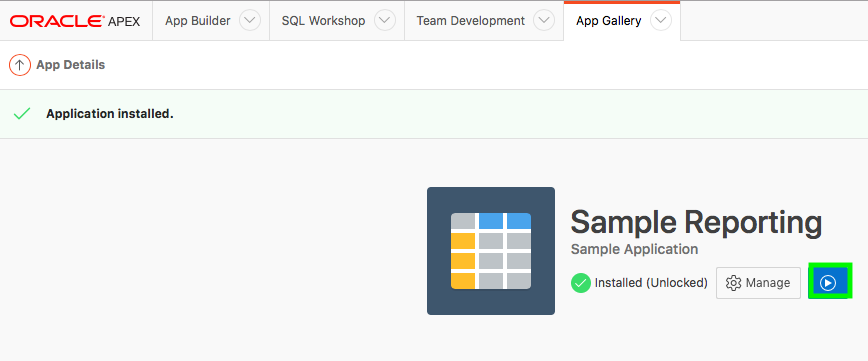 ORACLE APEX App Builder SQL Workshop Team Development App Gallery
App Details
Application installed.
Sample Reporting
Sample Application
Installed (Unlocked) Manage